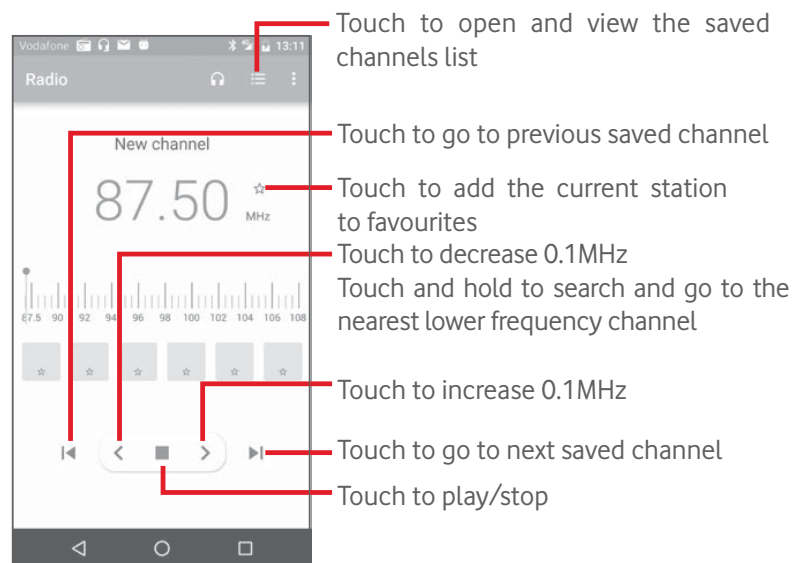 Touch to open and view the saved
channels list
Vodafone 13:11
Radio
Touch to go to previous saved channel
New channel
87.50 MHz
Touch to add the current station
to favourites
Touch to decrease 0.1MHz
Touch and hold to search and go to the
nearest lower frequency channel
87.5 90 92 94 96 98 100 102 104 106 108
Touch to increase 0.1MHz
Touch to go to next saved channel
Touch to play/stop